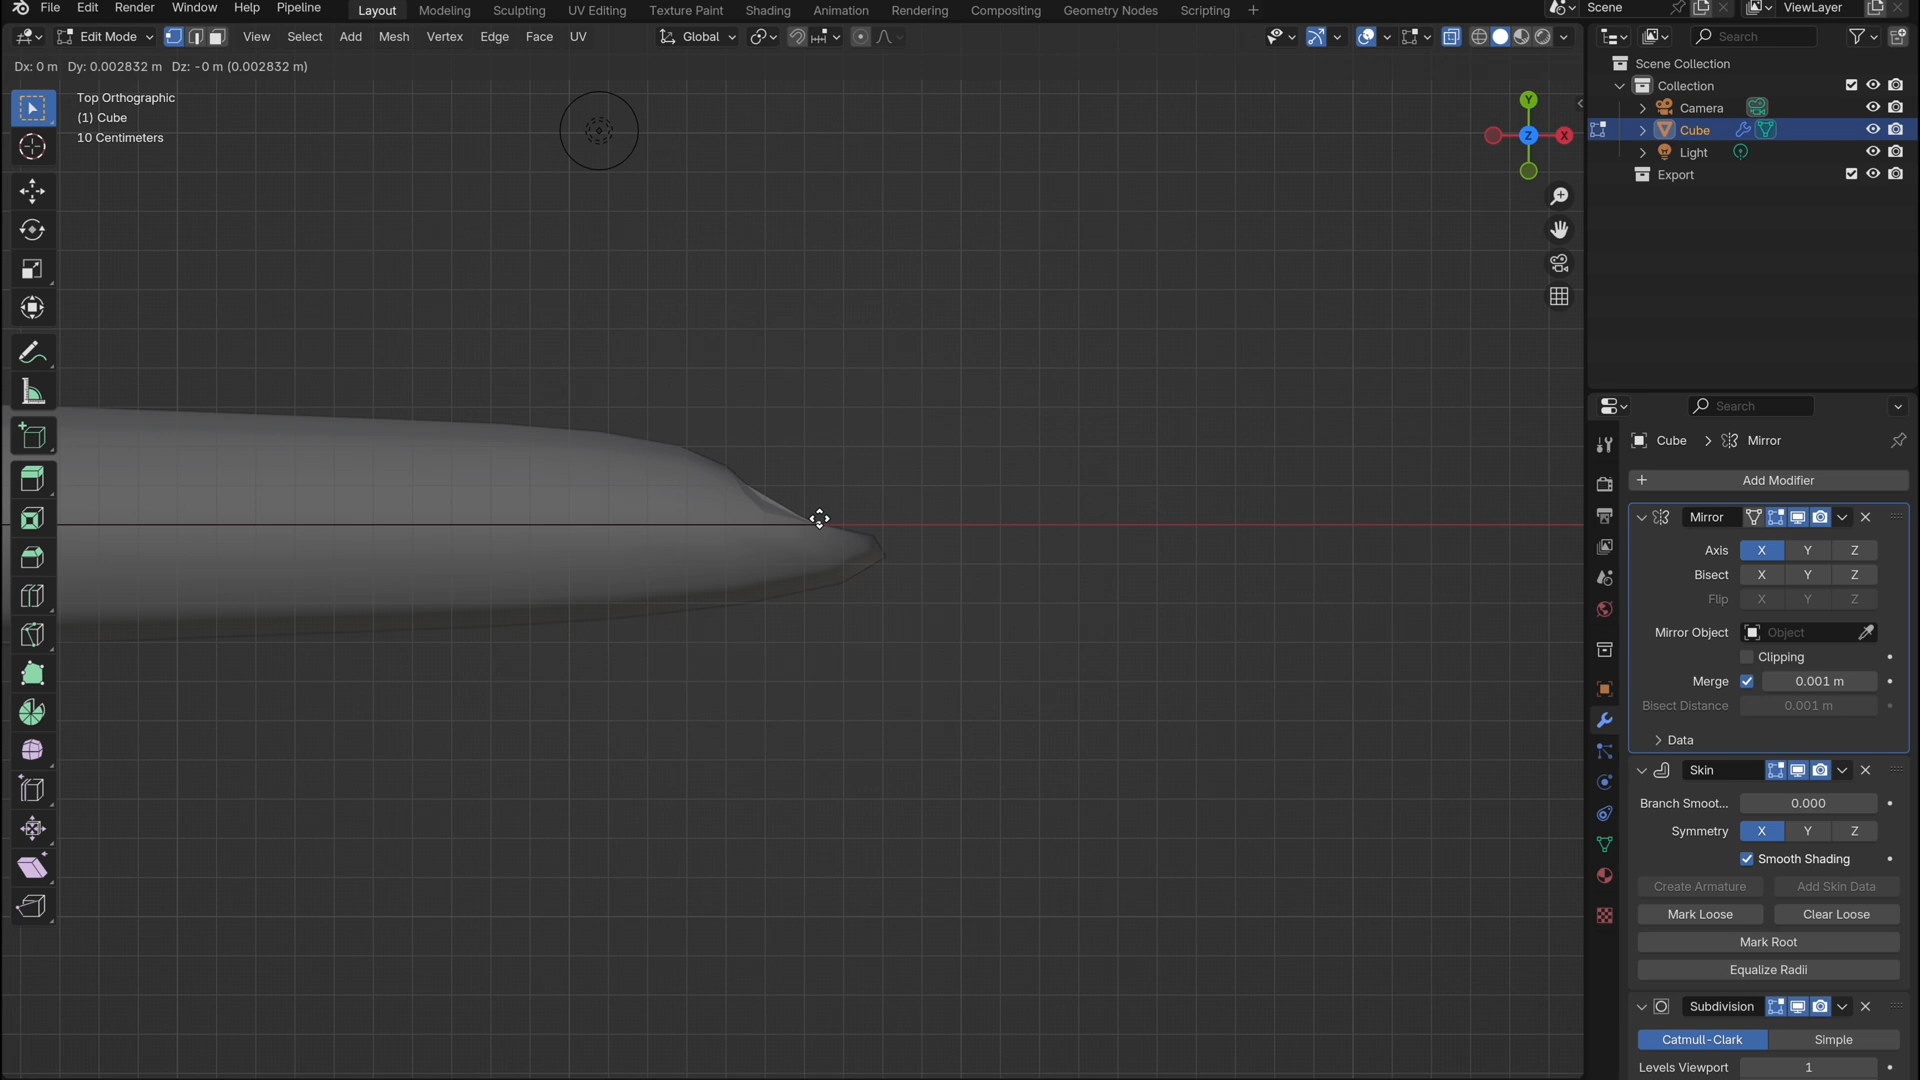 File Edit Render Window Help Pipeline Layout Modeling Sculpting UV Editing Texture Paint Shading Animation Rendering Compositing Geometry Nodes Scripting + Scene ViewLayer
Edit Mode View Select Add Mesh Vertex Edge Face UV Global Search
Dx: 0 m Dy: 0.002832 m Dz: -0 m (0.002832 m)
Top Orthographic
(1) Cube
10 Centimeters
Y
Z
X
Scene Collection
Collection
Camera
Cube
Light
Export
Search
Cube > Mirror
+ Add Modifier
Mirror
Axis X Y Z
Bisect X Y Z
Flip X Y Z
Mirror Object Object
Clipping
Merge 0.001 m
Bisect Distance 0.001 m
> Data
Skin
Branch Smoot... 0.000
Symmetry X Y Z
Smooth Shading
Create Armature Add Skin Data
Mark Loose Clear Loose
Mark Root
Equalize Radii
Subdivision
Catmull-Clark Simple
Levels Viewport 1